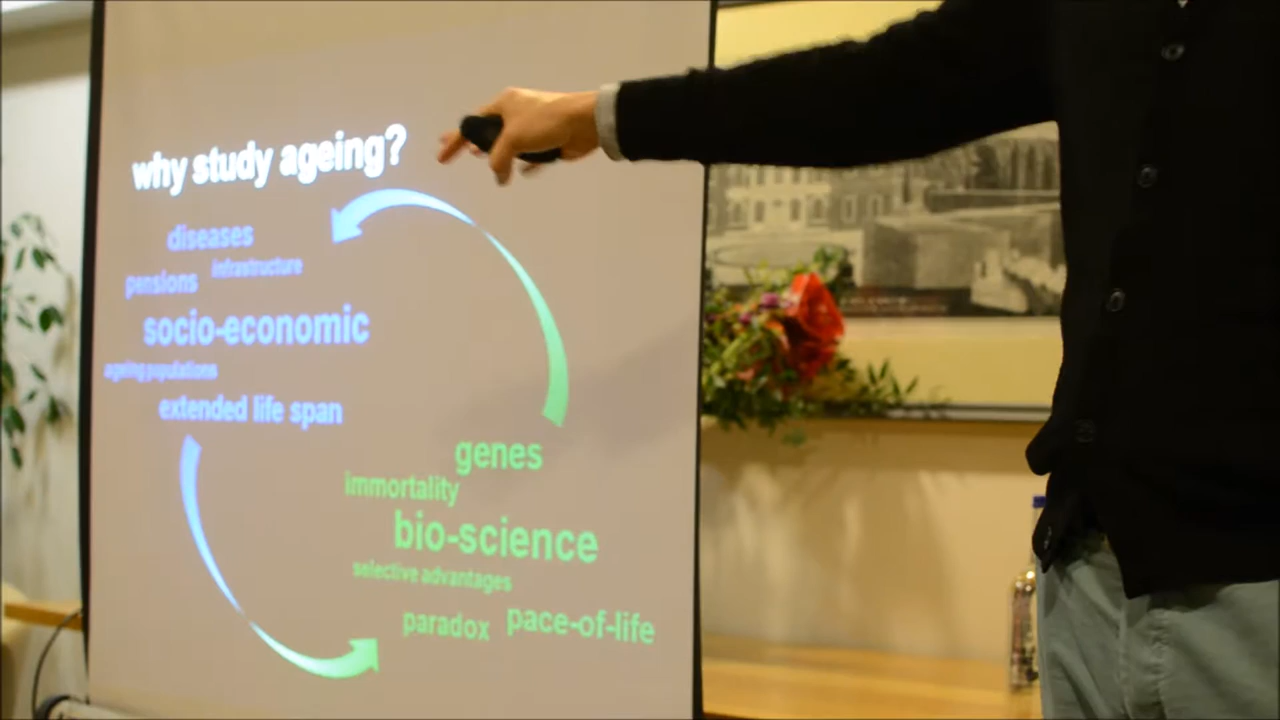 why study ageing?
diseases
pensions infrastructure
socio-economic
ageing populations
extended life span
genes
immortality
bio-science
selective advantages
paradox pace-of-life